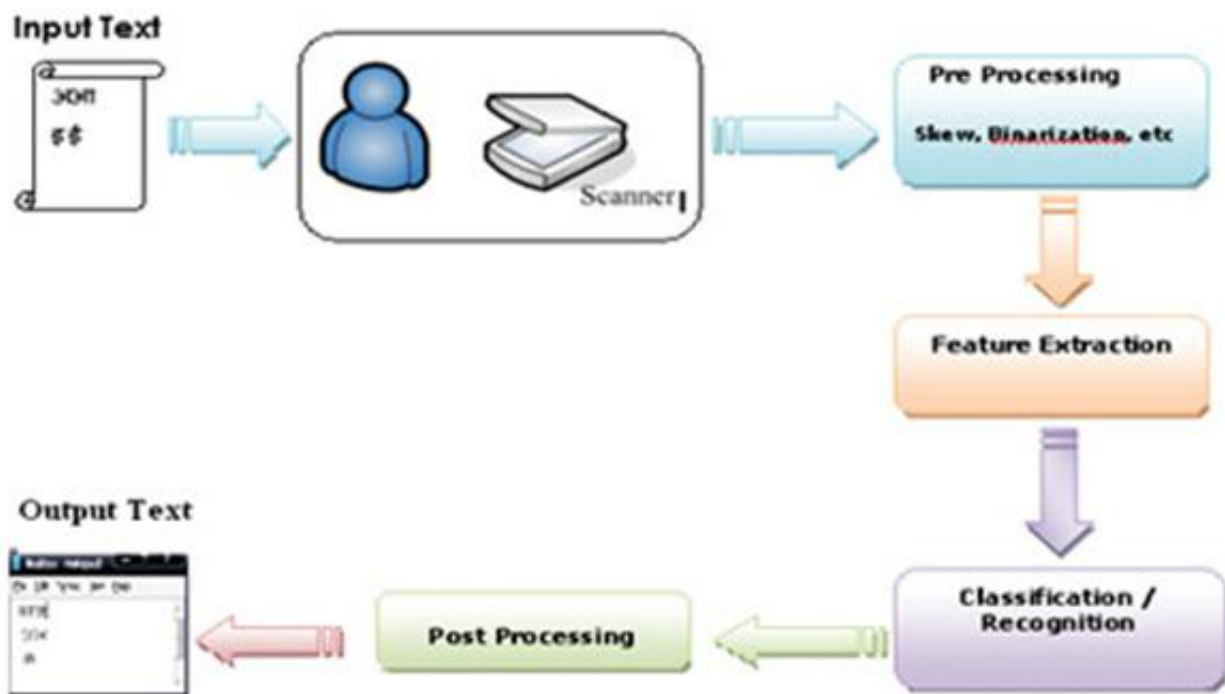 Input Text
Scanner
Pre Processing
Skew, Binarization, etc
Feature Extraction
Classification /
Recognition
Post Processing
Output Text